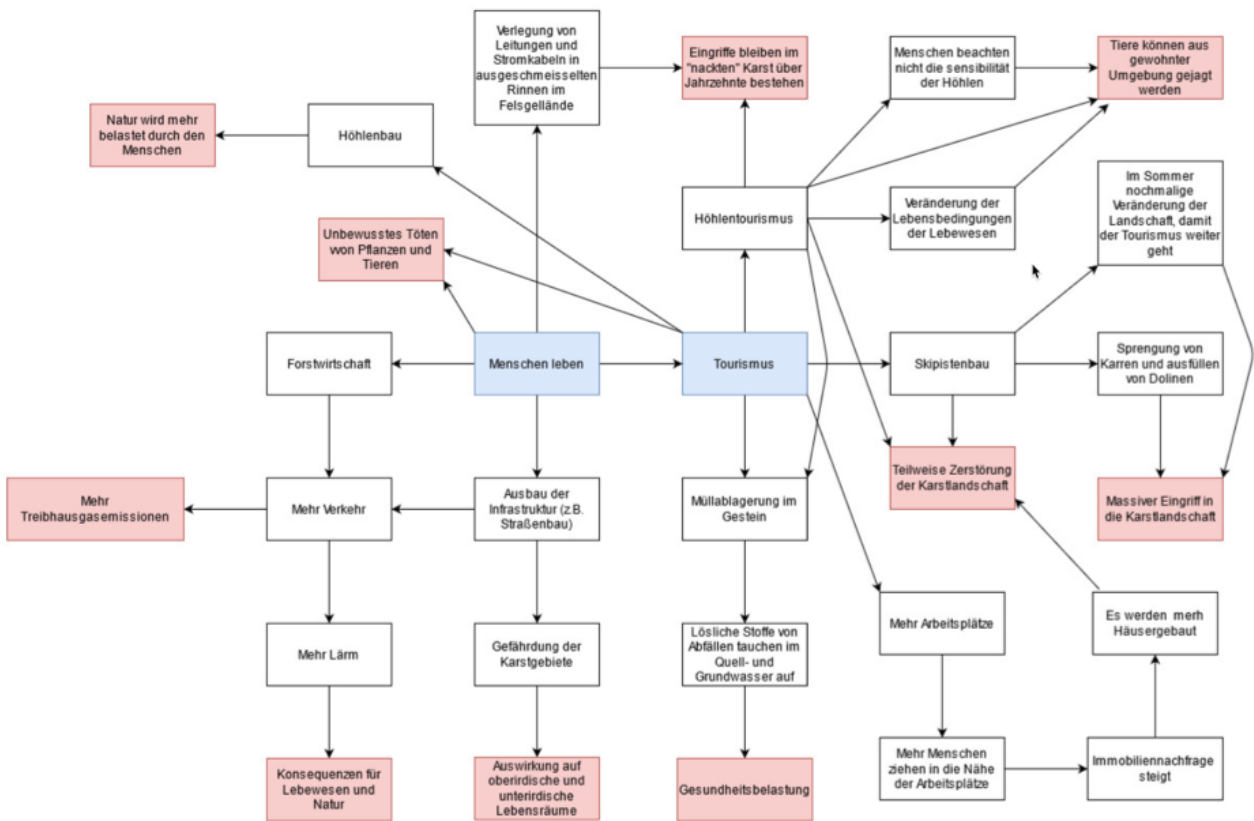 Verlegung von
Leitungen und
Stromkabeln in
ausgeschmeisselten
Rinnen im
Felsgellände
Eingriffe bleiben im
"nackten" Karst über
Jahrzehnte bestehen
Menschen beachten
nicht die sensibilität
der Höhlen
Tiere können aus
gewohnter
Umgebung gejagt
werden
Natur wird mehr
belastet durch den
Menschen
Höhlenbau
Höhlentourismus
Veränderung der
Lebensbedingungen
der Lebewesen
Im Sommer
nochmalige
Veränderung der
Landschaft, damit
der Tourismus weiter
geht
Unbewusstes Töten
vvon Pflanzen und
Tieren
Forstwirtschaft
Menschen leben
Tourismus
Skipistenbau
Sprengung von
Karren und ausfüllen
von Dolinen
Mehr
Treibhausgasemissionen
Mehr Verkehr
Ausbau der
Infrastruktur (z.B.
Straßenbau)
Müllablagerung im
Gestein
Teilweise Zerstörung
der Karstlandschaft
Massiver Eingriff in
die Karstlandschaft
Mehr Lärm
Gefährdung der
Karstgebiete
Lösliche Stoffe von
Abfällen tauchen im
Quell- und
Grundwasser auf
Mehr Arbeitsplätze
Es werden merh
Häusergebaut
Konsequenzen für
Lebewesen und
Natur
Auswirkung auf
oberirdische und
unterirdische
Lebensräume
Gesundheitsbelastung
Mehr Menschen
ziehen in die Nähe
der Arbeitsplätze
Immobiliennachfrage
steigt